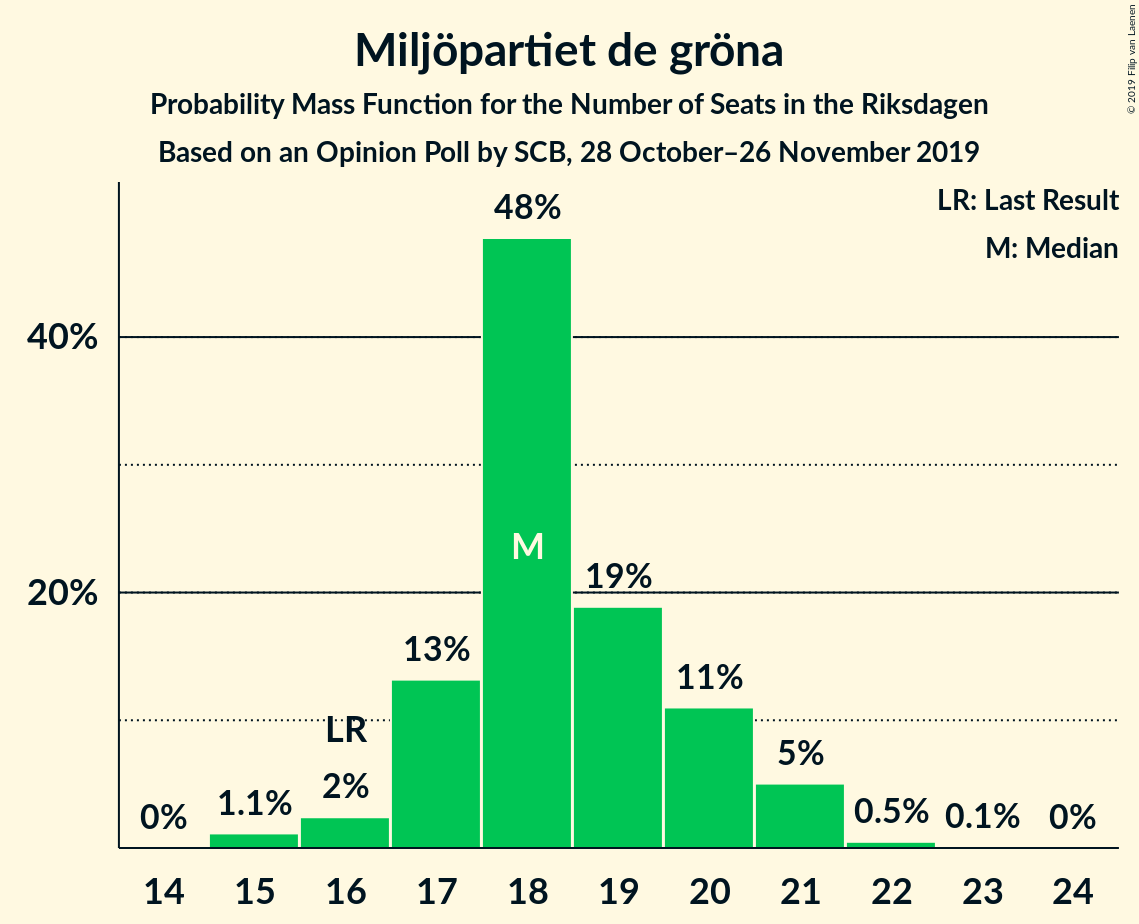 Miljöpartiet de gröna
Probability Mass Function for the Number of Seats in the Riksdagen
Based on an Opinion Poll by SCB, 28 October–26 November 2019
© 2019 Filip van Laenen
LR: Last Result
M: Median
48%
40%
M
19%
20%
13%
11%
LR
5%
2%
1.1%
0%
0.5%
0.1%
0%
14 15 16 17 18 19 20 21 22 23 24